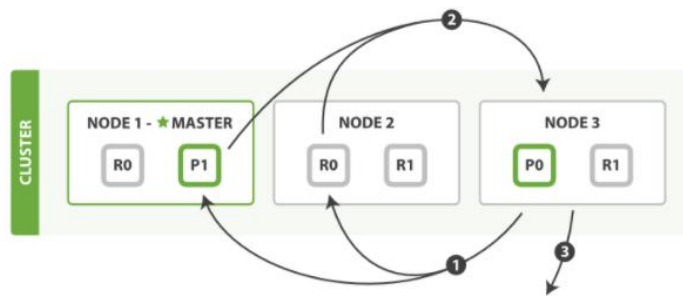 2
CLUSTER
NODE 1 - ★ MASTER
R0 P1
NODE 2
R0 R1
NODE 3
P0 R1
1
3